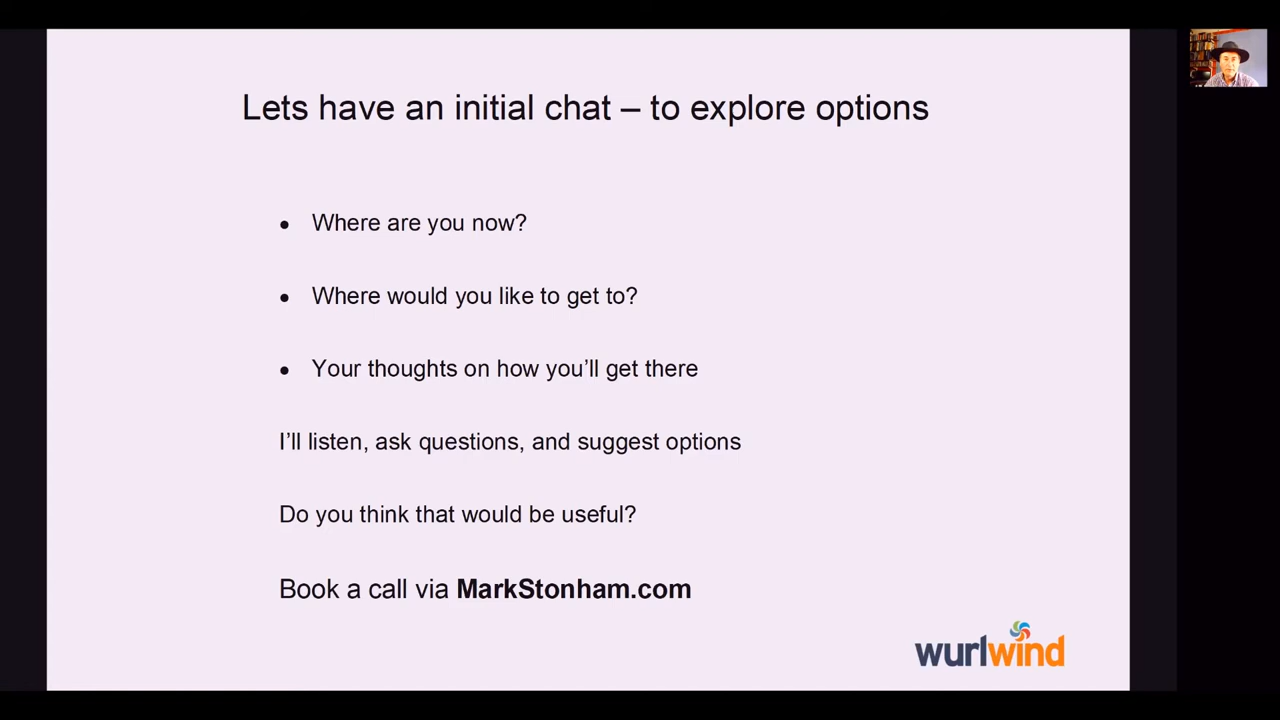 Lets have an initial chat – to explore options
• Where are you now?
• Where would you like to get to?
• Your thoughts on how you’ll get there
I’ll listen, ask questions, and suggest options
Do you think that would be useful?
Book a call via MarkStonham.com
wurlwind